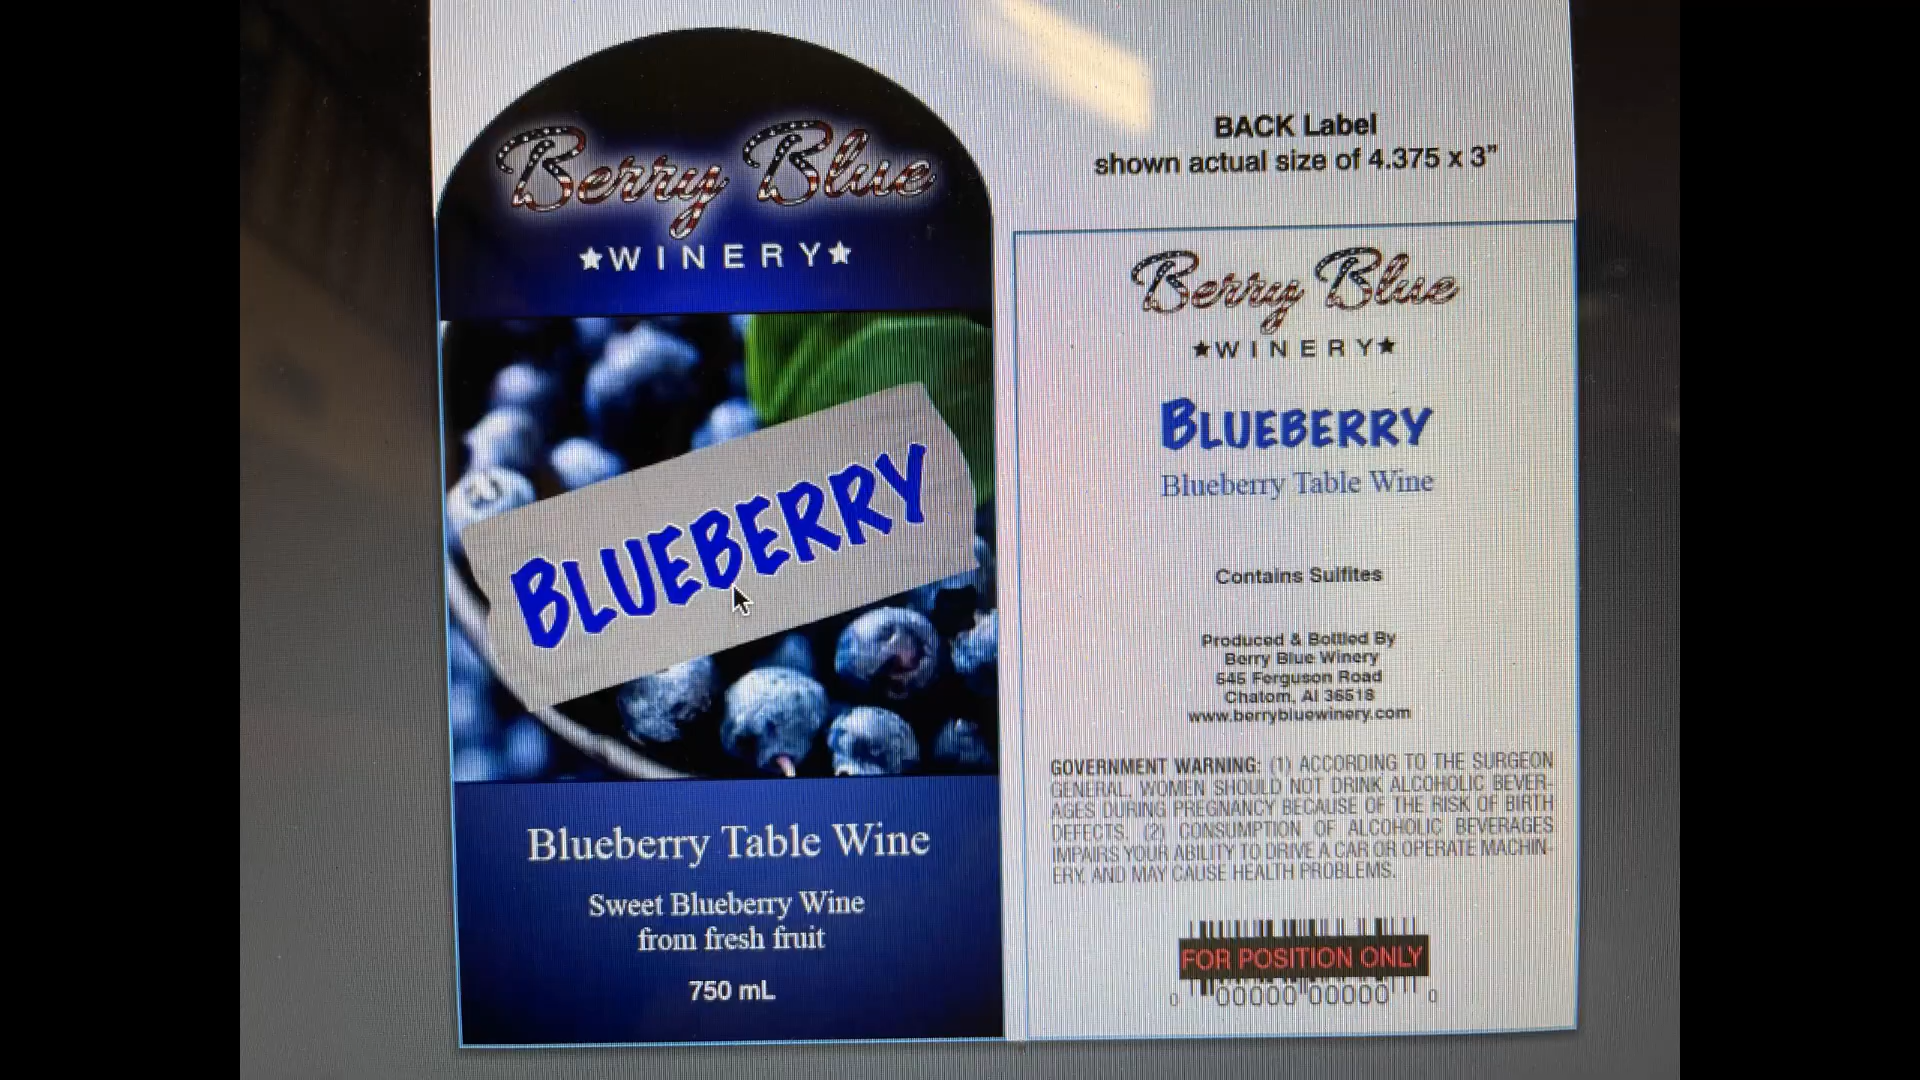 Berry Blue
★WINERY★
BLUEBERRY
Blueberry Table Wine
Sweet Blueberry Wine
from fresh fruit
750 mL
BACK Label
shown actual size of 4.375 x 3”
Berry Blue
★WINERY★
BLUEBERRY
Blueberry Table Wine
Contains Sulfites
Produced & Bottled By
Berry Blue Winery
545 Ferguson Road
Chatom, Al 36518
www.berrybluewinery.com
GOVERNMENT WARNING: (1) ACCORDING TO THE SURGEON
GENERAL, WOMEN SHOULD NOT DRINK ALCOHOLIC BEVER-
AGES DURING PREGNANCY BECAUSE OF THE RISK OF BIRTH
DEFECTS. (2) CONSUMPTION OF ALCOHOLIC BEVERAGES
IMPAIRS YOUR ABILITY TO DRIVE A CAR OR OPERATE MACHIN-
ERY, AND MAY CAUSE HEALTH PROBLEMS.
FOR POSITION ONLY
0 00000 00000 0